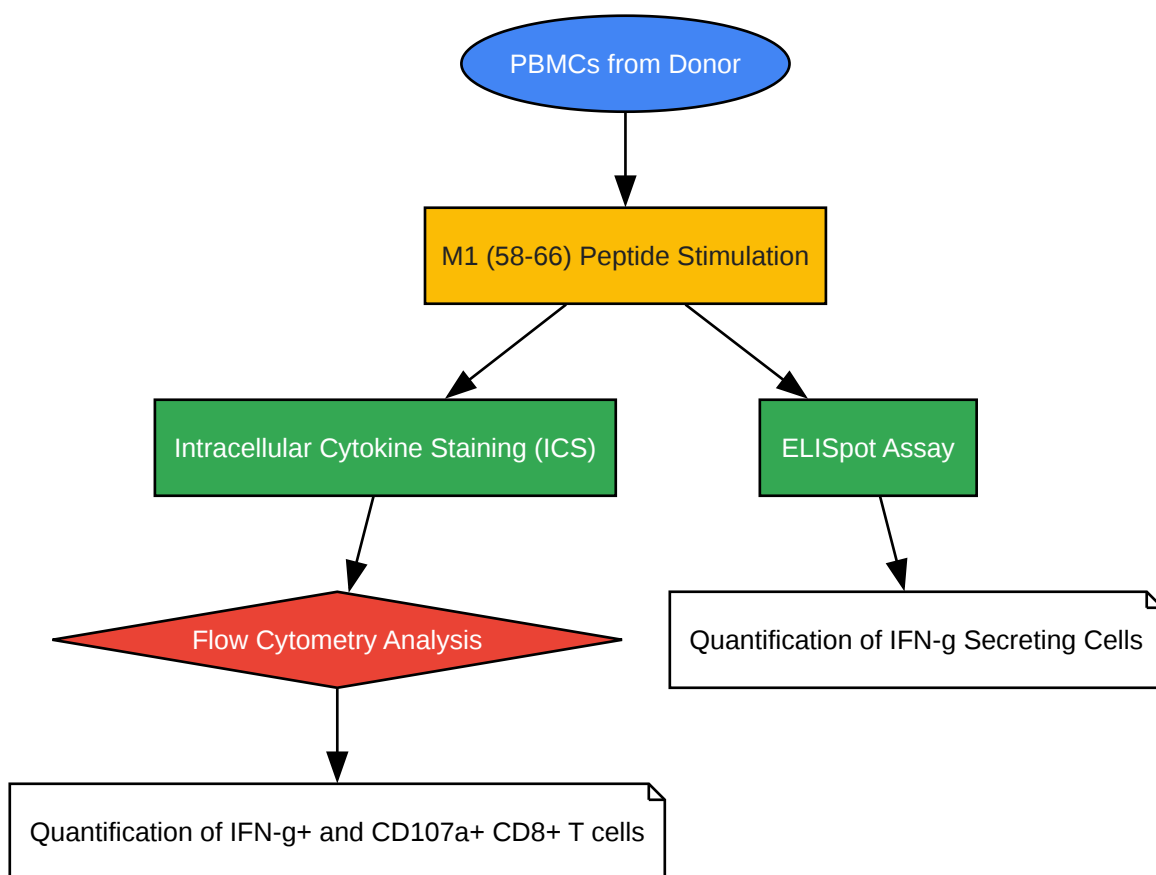 PBMCs from Donor
M1 (58-66) Peptide Stimulation
Intracellular Cytokine Staining (ICS)
ELISpot Assay
Flow Cytometry Analysis
Quantification of IFN-g Secreting Cells
Quantification of IFN-g+ and CD107a+ CD8+ T cells